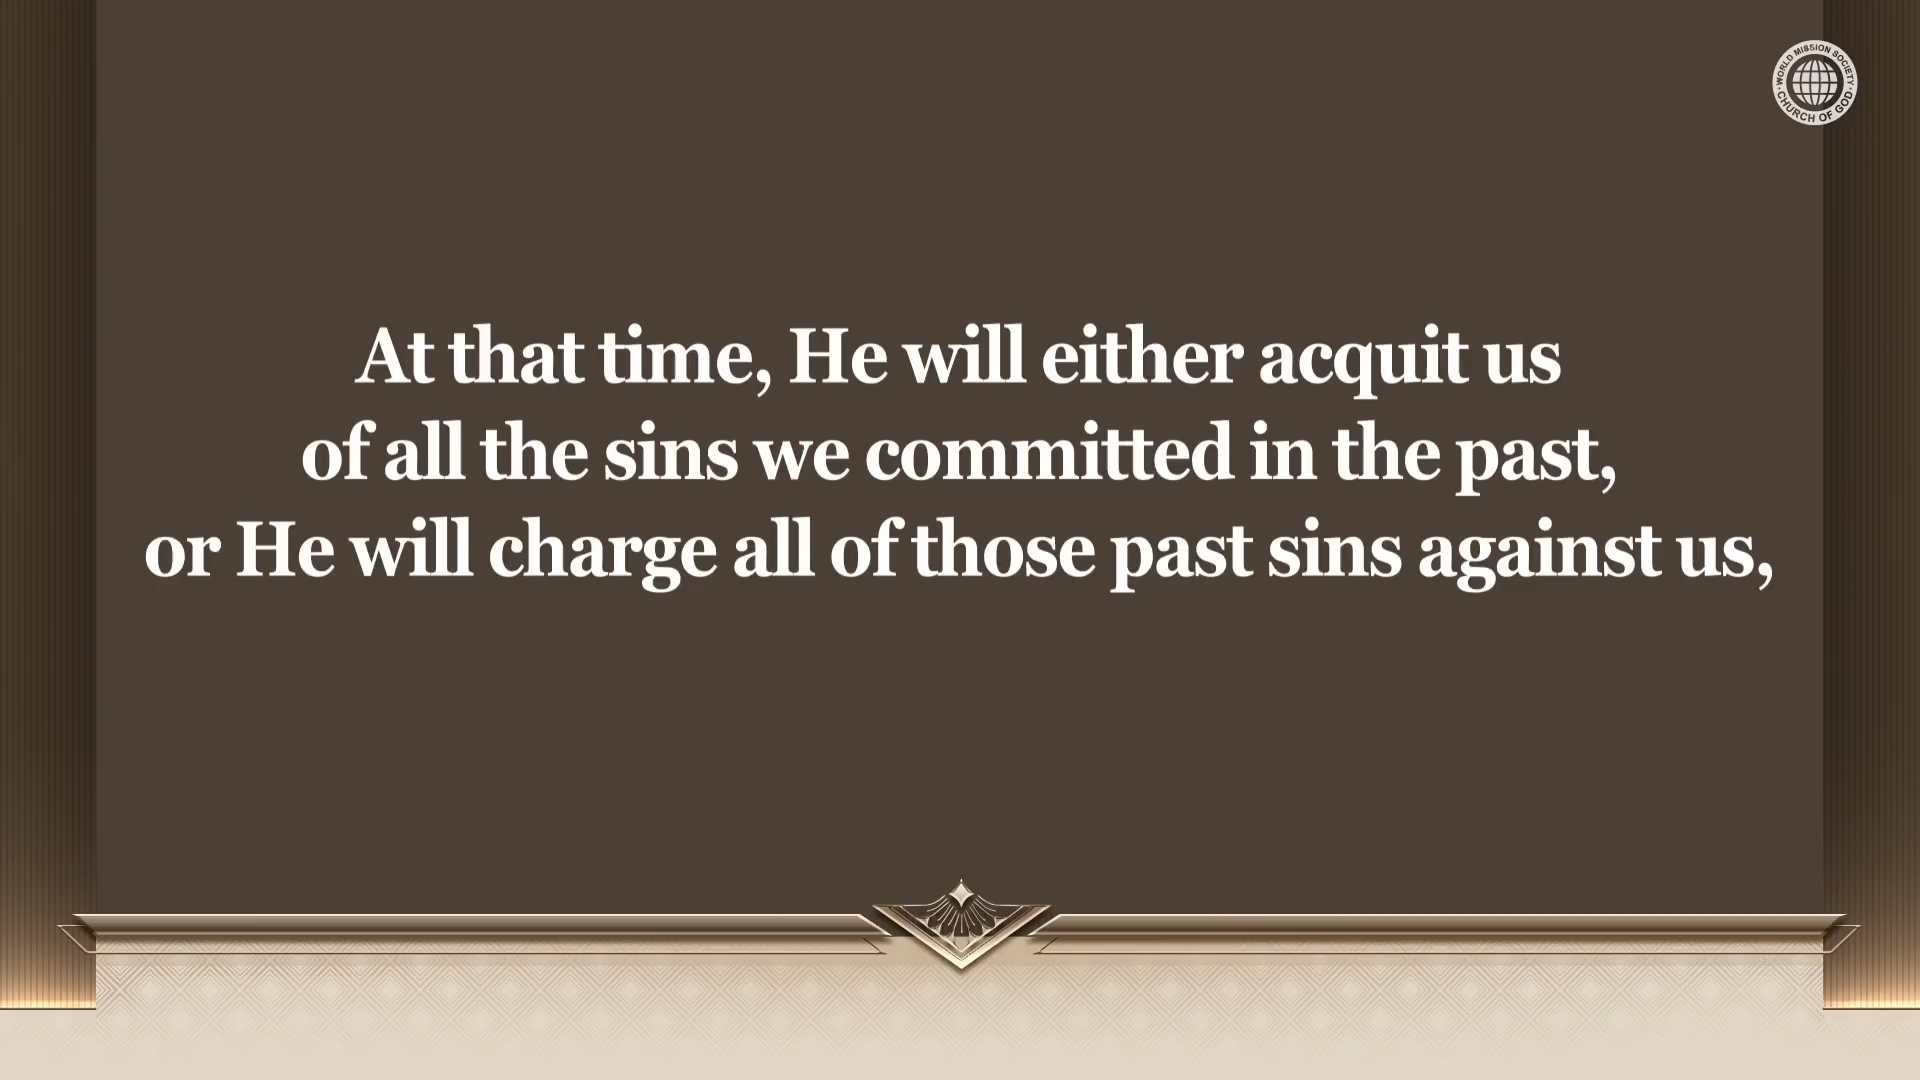 WORLD MISSION SOCIETY
CHURCH OF GOD
At that time, He will either acquit us
of all the sins we committed in the past,
or He will charge all of those past sins against us,